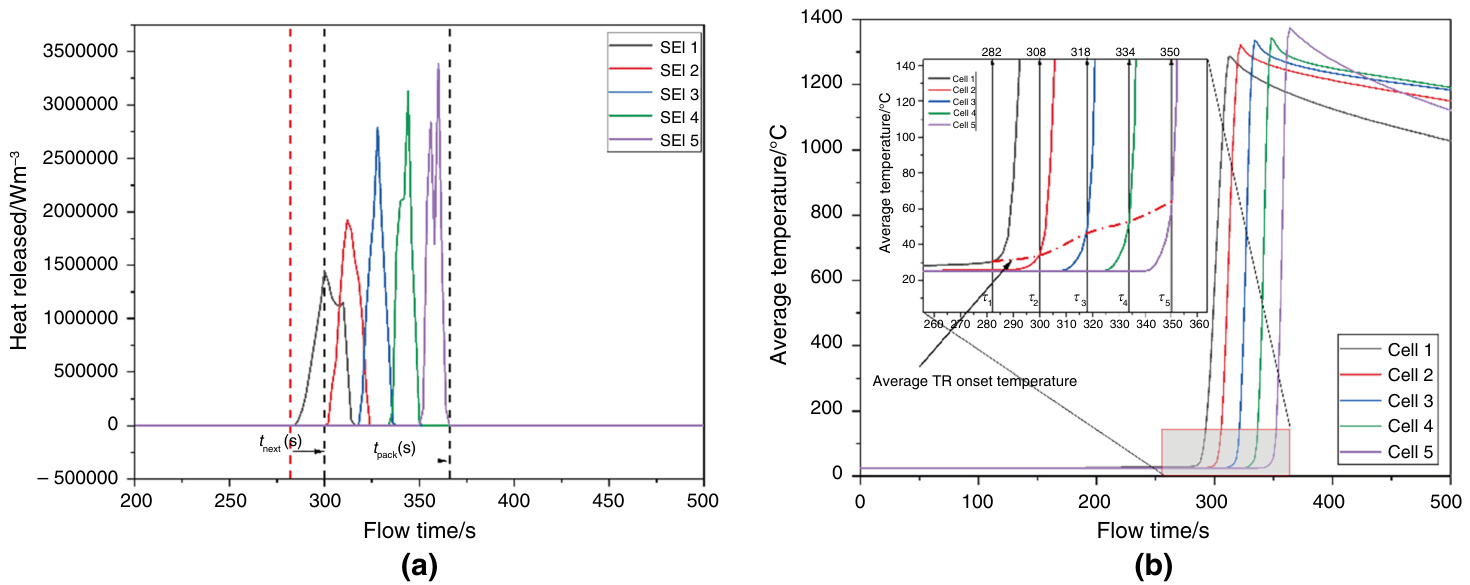 3500000
3000000
2500000
2000000
1500000
1000000
500000
0
– 500000
Heat released/Wm–3
SEI 1
SEI 2
SEI 3
SEI 4
SEI 5
tnext (s)
tpack(s)
200 250 300 350 400 450 500
Flow time/s
(a)
1400
1200
1000
800
600
400
200
0
Average temperature/°C
282 308 318 334 350
140
120
100
80
60
40
20
Average temperature/°C
Cell 1
Cell 2
Cell 3
Cell 4
Cell 5
τ1 τ2 τ3 τ4 τ5
260 270 280 290 300 310 320 330 340 350 360
Average TR onset temperature
Cell 1
Cell 2
Cell 3
Cell 4
Cell 5
0 100 200 300 400 500
Flow time/s
(b)